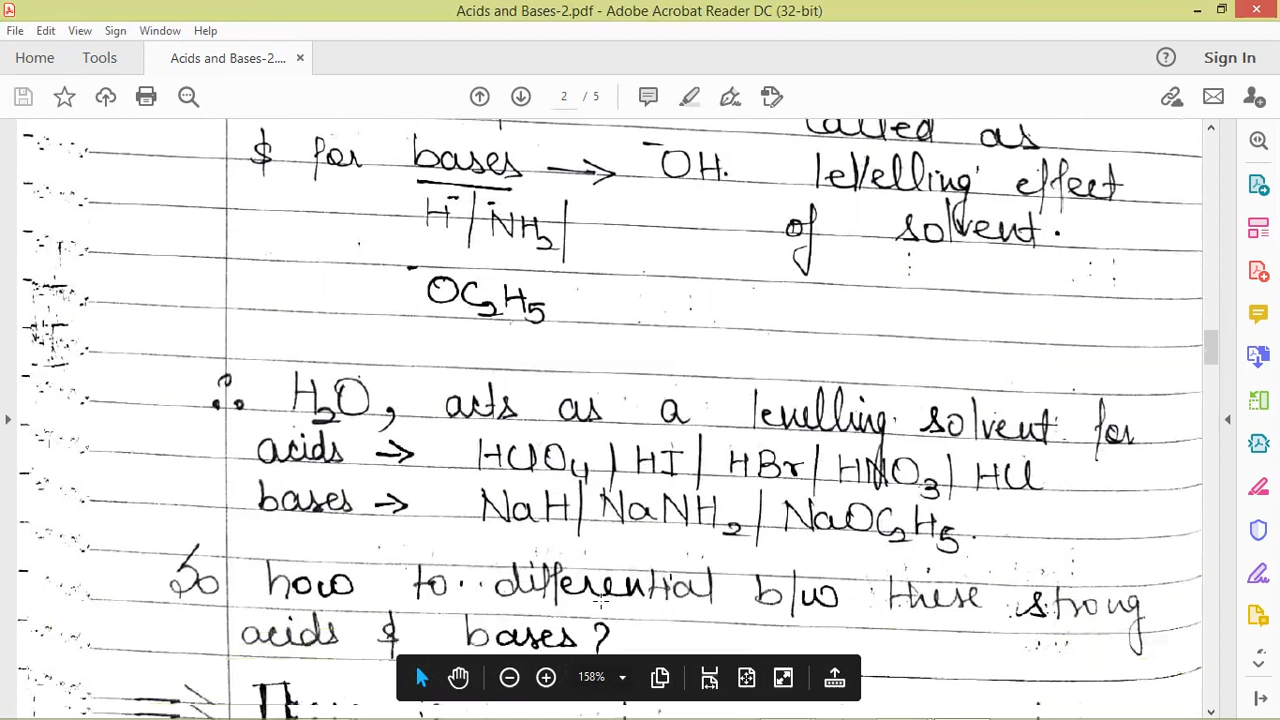 Acids and Bases-2.pdf - Adobe Acrobat Reader DC (32-bit)
File Edit View Sign Window Help
Home Tools Acids and Bases-2.... × Sign In
2 / 5
called as
& for bases → ⁻OH. levelling effect
H⁻ / ⁻NH₂ / of solvent.
⁻OC₂H₅
∴ H₂O, acts as a levelling solvent for
acids → HClO₄ / HI / HBr / HNO₃ / HCl
bases → NaH / NaNH₂ / NaOC₂H₅.
So how to differential b/w these strong
acids & bases?
158%